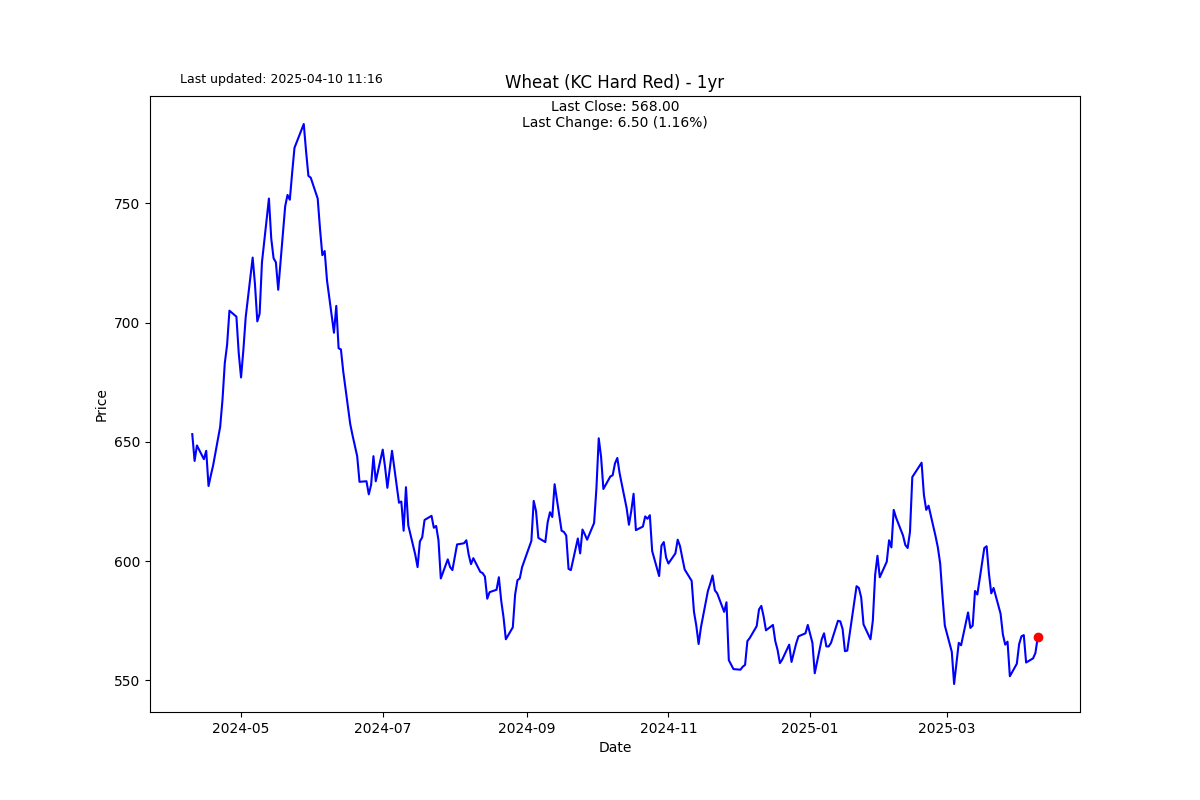 Last updated: 2025-04-10 11:16
Wheat (KC Hard Red) - 1yr
Last Close: 568.00
Last Change: 6.50 (1.16%)
750
700
650
600
550
Price
2024-05
2024-07
2024-09
2024-11
2025-01
2025-03
Date